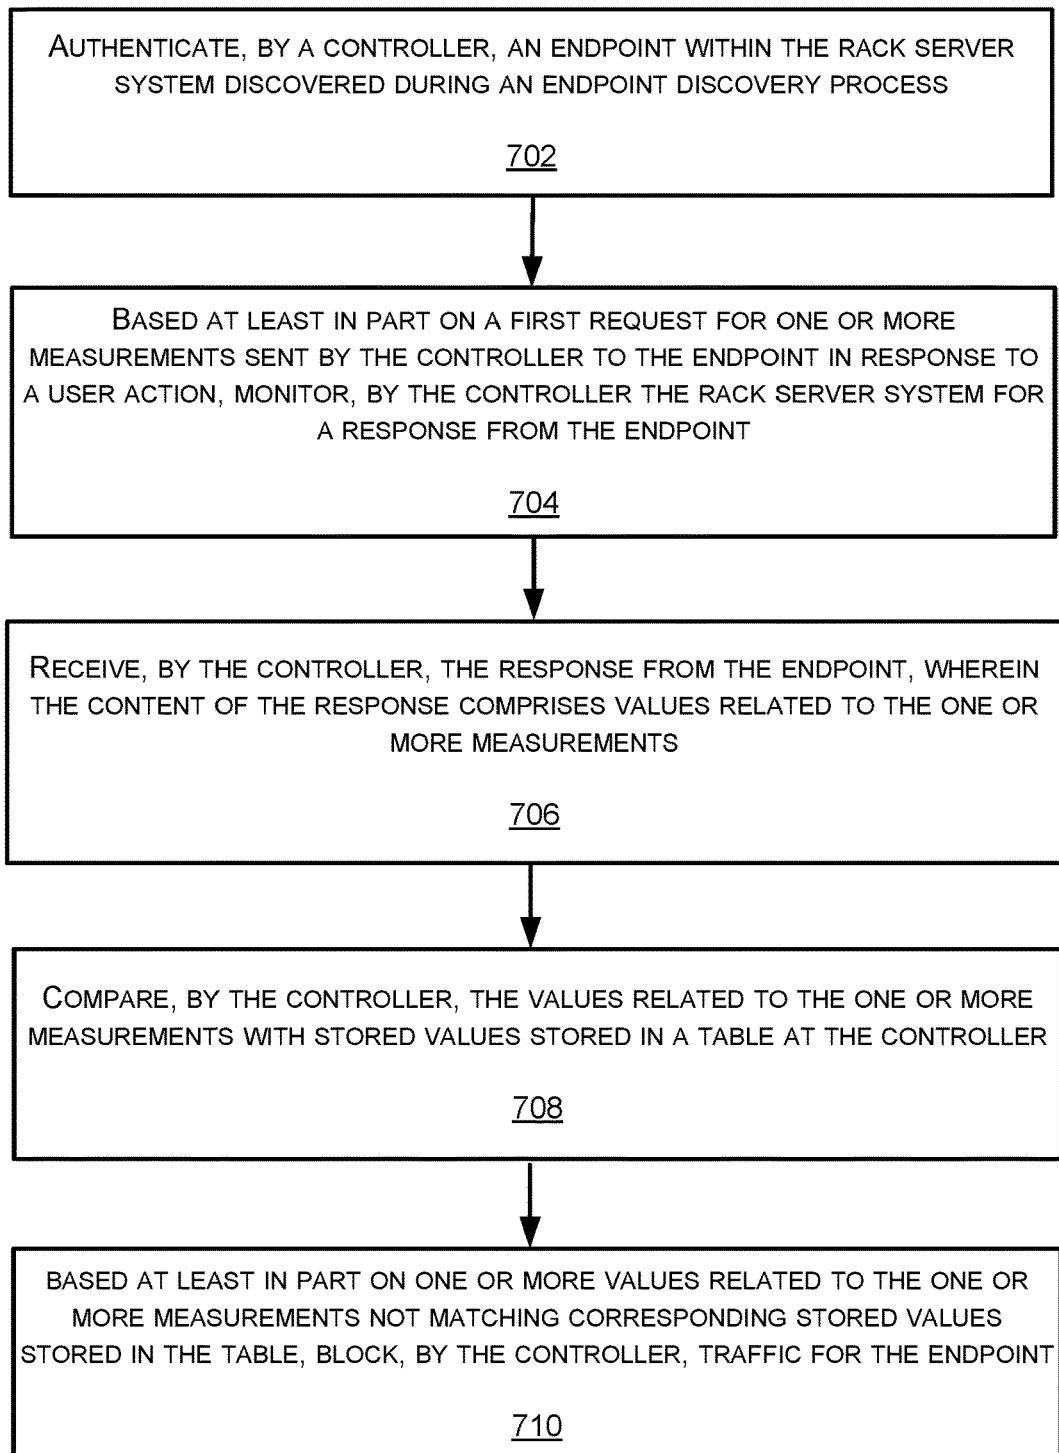 AUTHENTICATE, BY A CONTROLLER, AN ENDPOINT WITHIN THE RACK SERVER
SYSTEM DISCOVERED DURING AN ENDPOINT DISCOVERY PROCESS
702
BASED AT LEAST IN PART ON A FIRST REQUEST FOR ONE OR MORE
MEASUREMENTS SENT BY THE CONTROLLER TO THE ENDPOINT IN RESPONSE TO
A USER ACTION, MONITOR, BY THE CONTROLLER THE RACK SERVER SYSTEM FOR
A RESPONSE FROM THE ENDPOINT
704
RECEIVE, BY THE CONTROLLER, THE RESPONSE FROM THE ENDPOINT, WHEREIN
THE CONTENT OF THE RESPONSE COMPRISES VALUES RELATED TO THE ONE OR
MORE MEASUREMENTS
706
COMPARE, BY THE CONTROLLER, THE VALUES RELATED TO THE ONE OR MORE
MEASUREMENTS WITH STORED VALUES STORED IN A TABLE AT THE CONTROLLER
708
BASED AT LEAST IN PART ON ONE OR MORE VALUES RELATED TO THE ONE OR
MORE MEASUREMENTS NOT MATCHING CORRESPONDING STORED VALUES
STORED IN THE TABLE, BLOCK, BY THE CONTROLLER, TRAFFIC FOR THE ENDPOINT
710